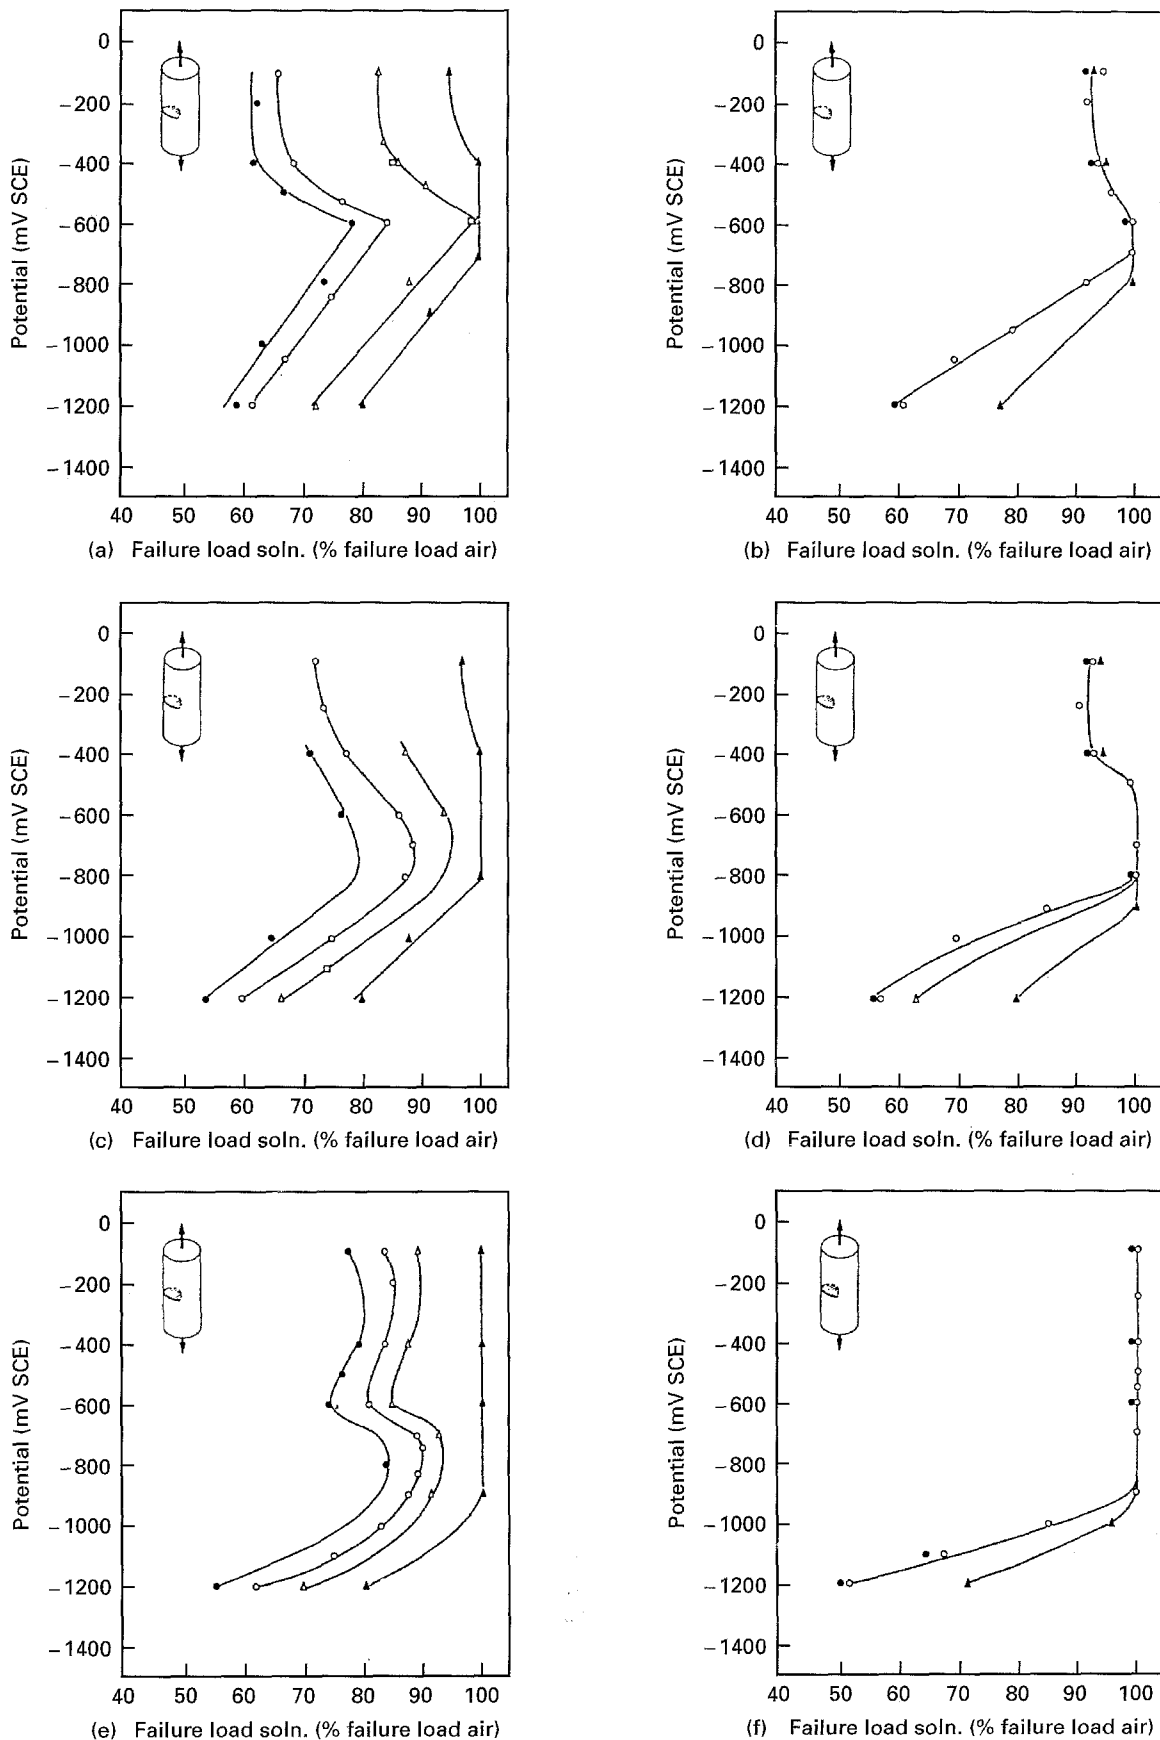 0
−200
−400
−600
−800
−1000
−1200
−1400
Potential (mV SCE)
40 50 60 70 80 90 100
(a) Failure load soln. (% failure load air)
0
−200
−400
−600
−800
−1000
−1200
−1400
Potential (mV SCE)
40 50 60 70 80 90 100
(b) Failure load soln. (% failure load air)
0
−200
−400
−600
−800
−1000
−1200
−1400
Potential (mV SCE)
40 50 60 70 80 90 100
(c) Failure load soln. (% failure load air)
0
−200
−400
−600
−800
−1000
−1200
−1400
Potential (mV SCE)
40 50 60 70 80 90 100
(d) Failure load soln. (% failure load air)
0
−200
−400
−600
−800
−1000
−1200
−1400
Potential (mV SCE)
40 50 60 70 80 90 100
(e) Failure load soln. (% failure load air)
0
−200
−400
−600
−800
−1000
−1200
−1400
Potential (mV SCE)
40 50 60 70 80 90 100
(f) Failure load soln. (% failure load air)